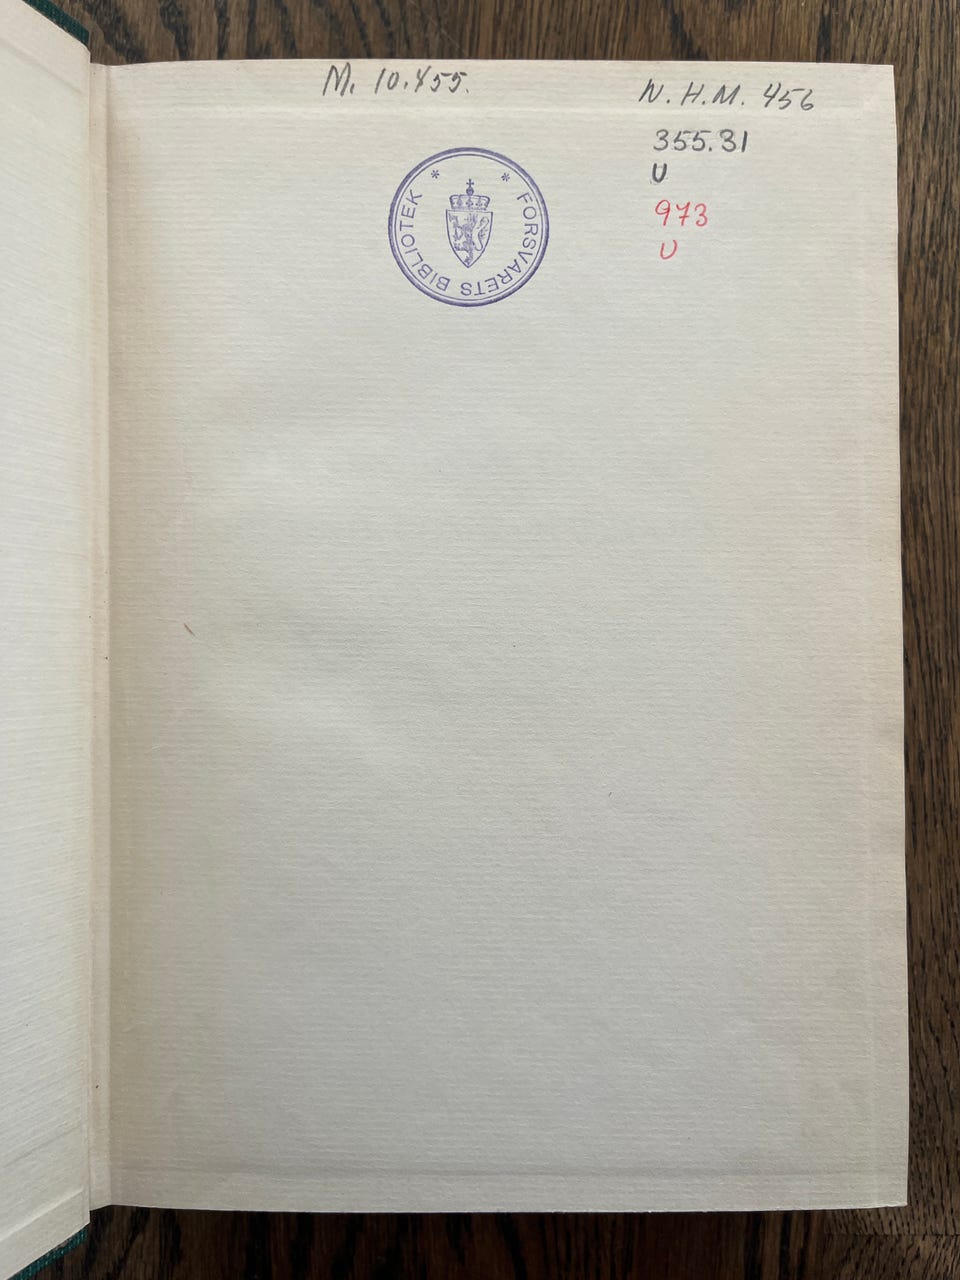 M. 10.455.
N. H. M. 456
355.31
U
973
U
* FORSVARETS BIBLIOTEK *